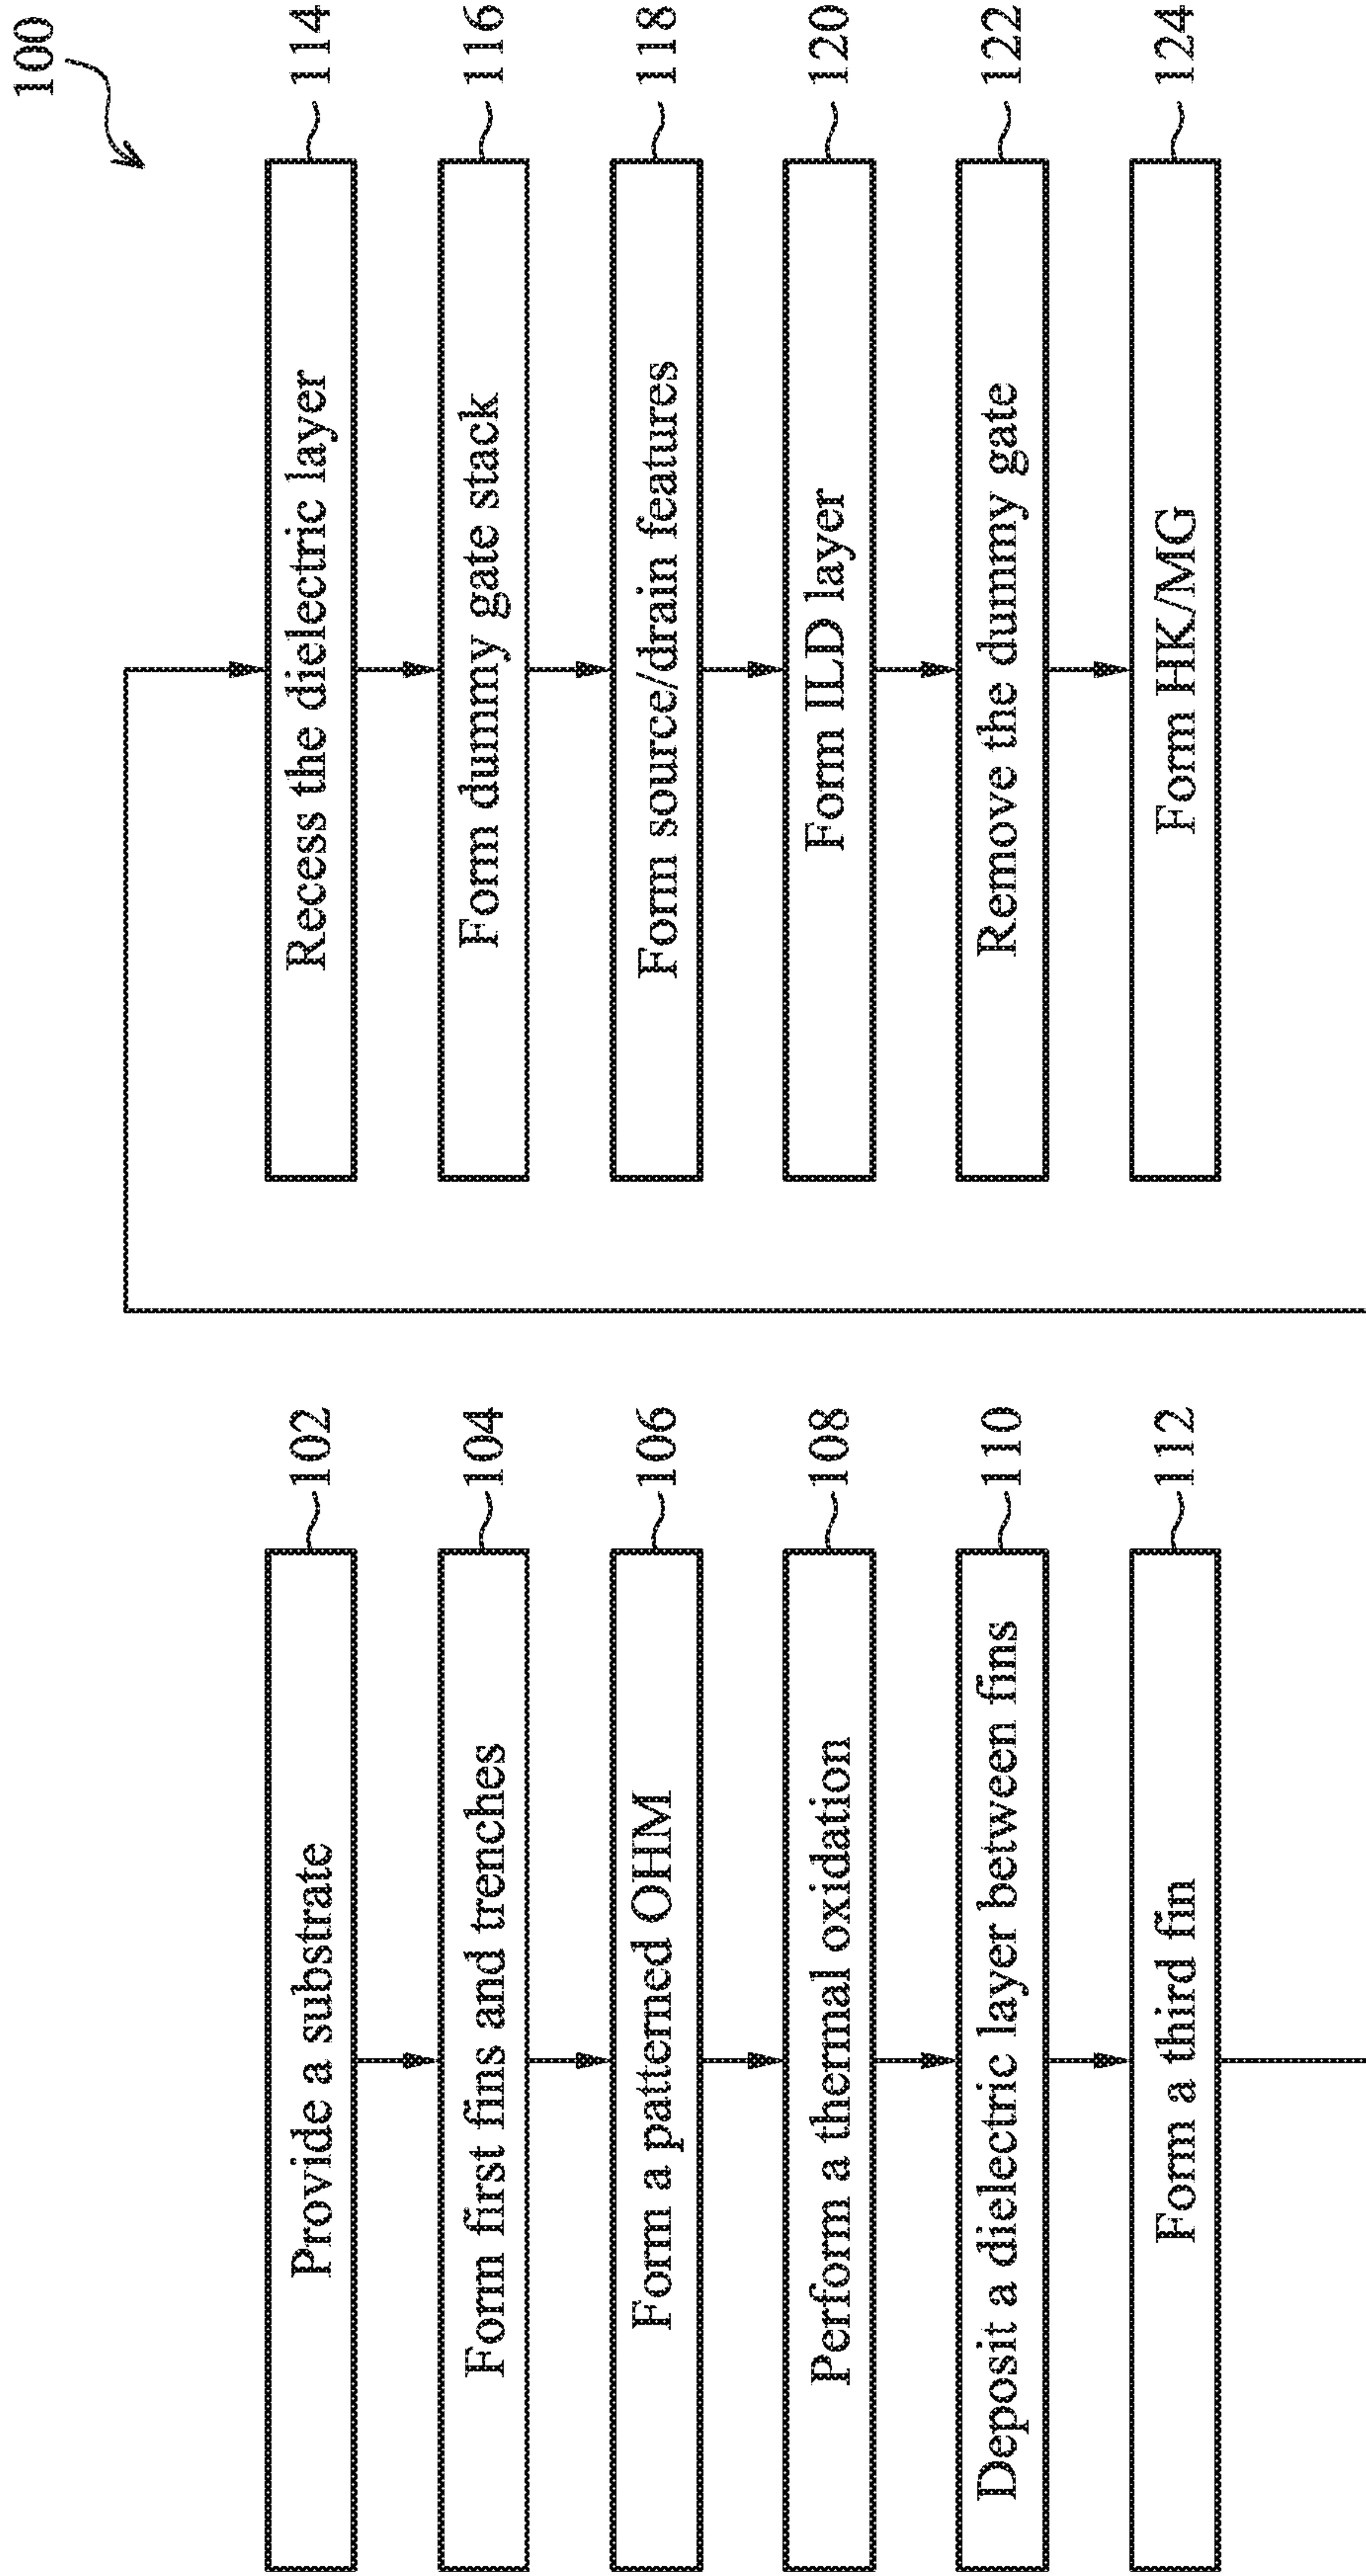 100
Provide a substrate 102
Form first fins and trenches 104
Form a patterned OHM 106
Perform a thermal oxidation 108
Deposit a dielectric layer between fins 110
Form a third fin 112
Recess the dielectric layer 114
Form dummy gate stack 116
Form source/drain features 118
Form ILD layer 120
Remove the dummy gate 122
Form HK/MG 124